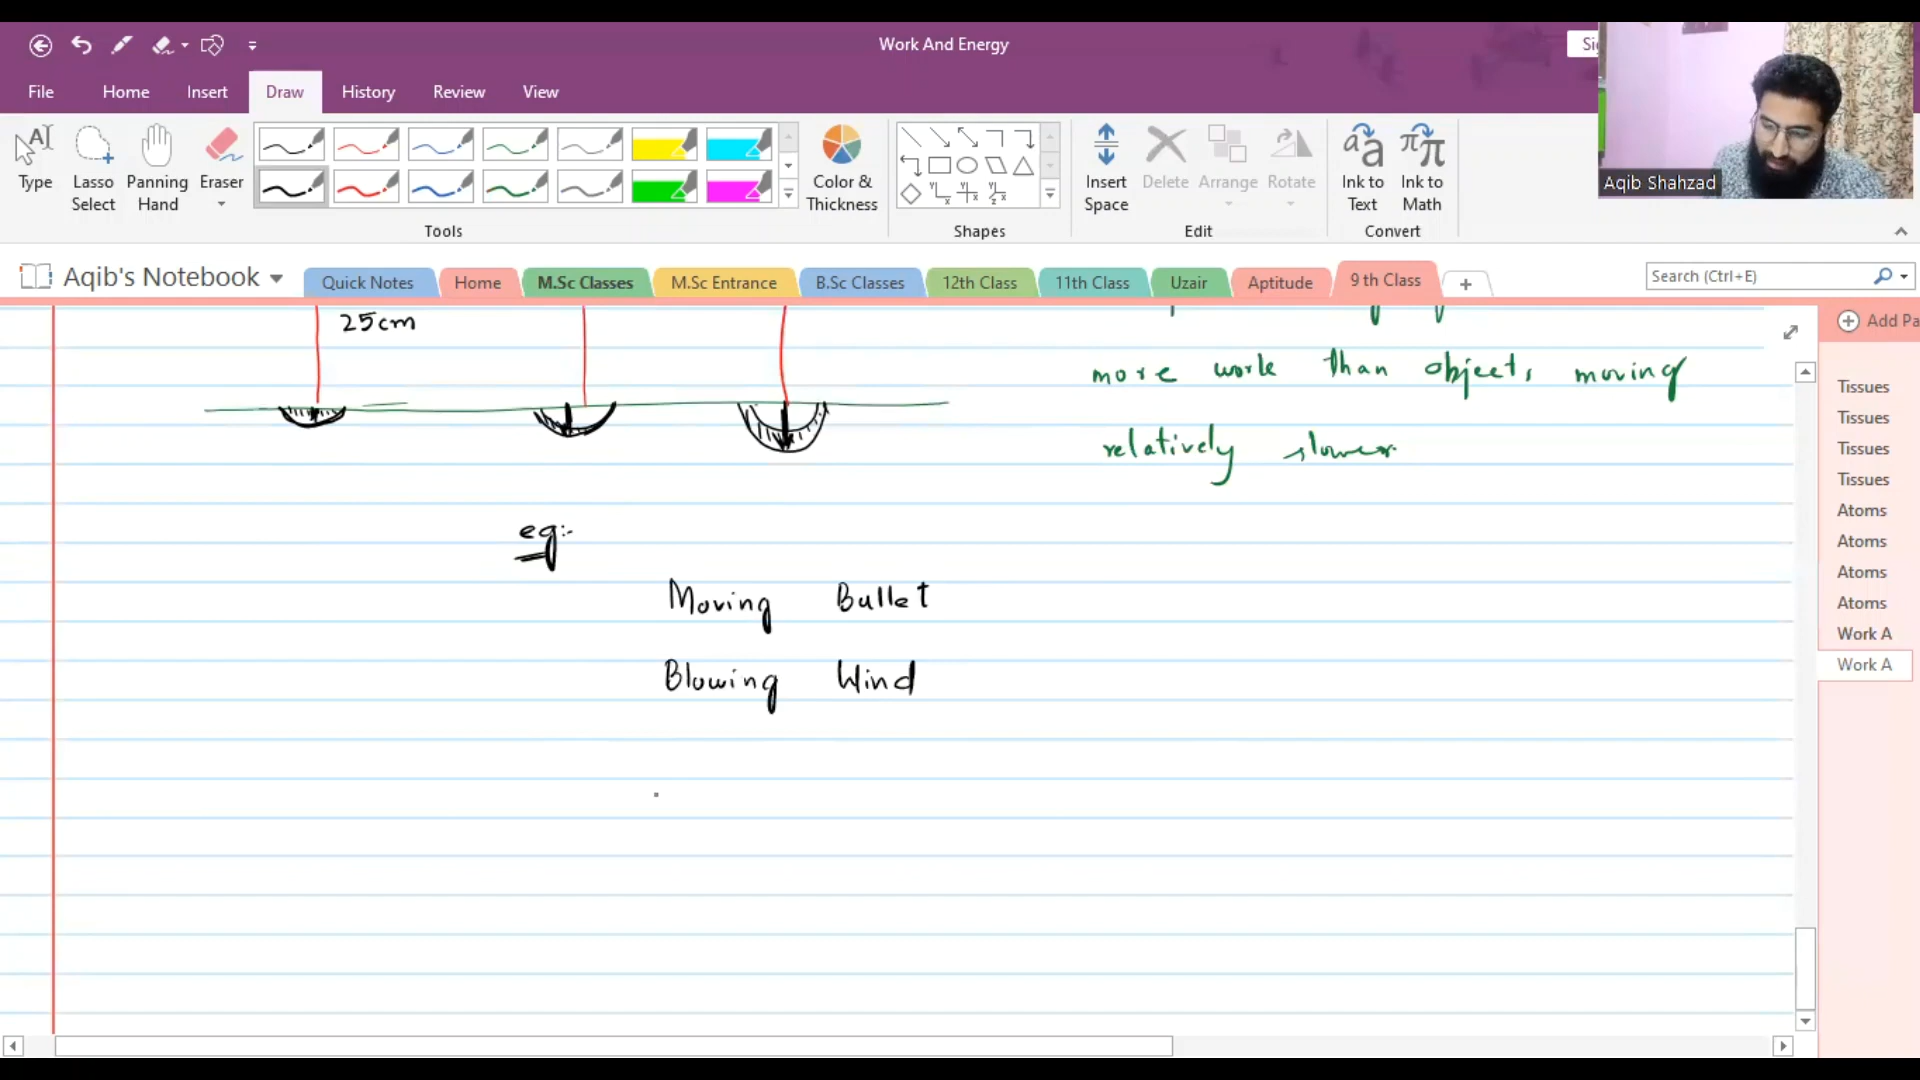 Work And Energy
Si
File Home Insert Draw History Review View
Type
Lasso Select
Panning Hand
Eraser
Color & Thickness
Insert Space
Delete
Arrange
Rotate
Ink to Text
Ink to Math
Tools
Shapes
Edit
Convert
Aqib Shahzad
Aqib's Notebook
Quick Notes
Home
M.Sc Classes
M.Sc Entrance
B.Sc Classes
12th Class
11th Class
Uzair
Aptitude
9 th Class
Search (Ctrl+E)
Add Pa
25cm
more work than objects moving
relatively slower
eg:-
Moving Bullet
Blowing Wind
Tissues
Tissues
Tissues
Tissues
Atoms
Atoms
Atoms
Atoms
Work A
Work A